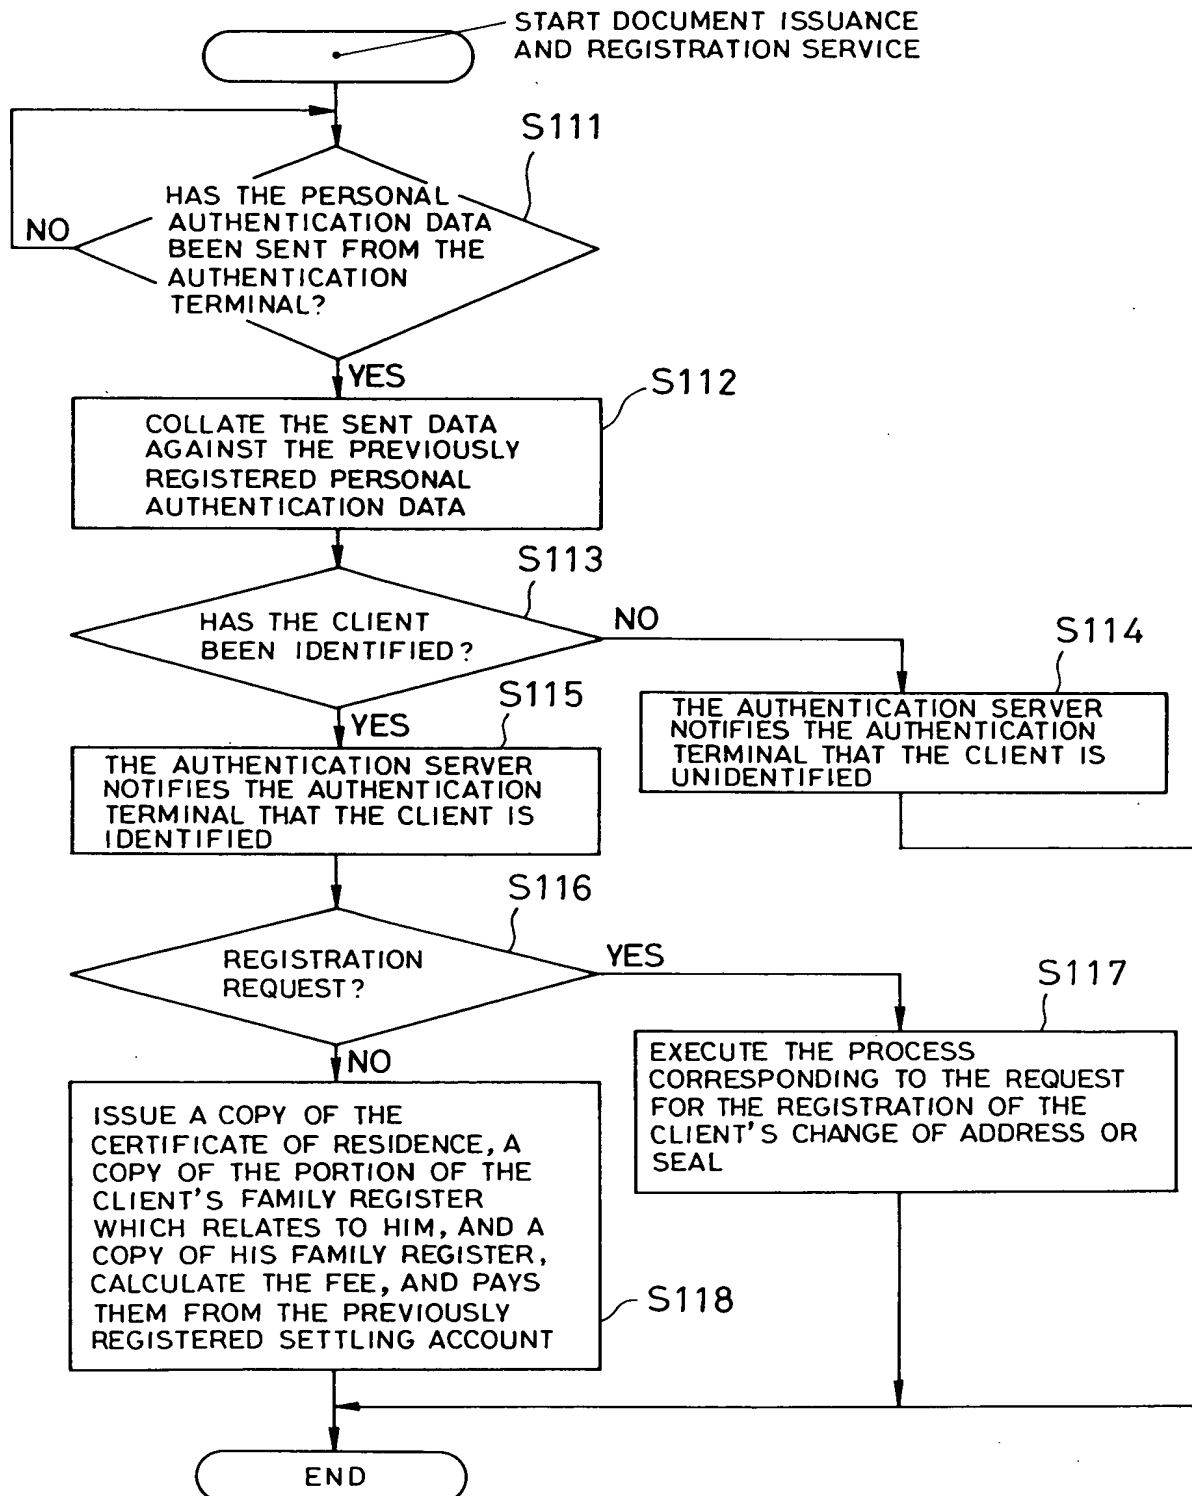 START DOCUMENT ISSUANCE
AND REGISTRATION SERVICE
S111
HAS THE PERSONAL
AUTHENTICATION DATA
BEEN SENT FROM THE
AUTHENTICATION
TERMINAL?
NO
YES
S112
COLLATE THE SENT DATA
AGAINST THE PREVIOUSLY
REGISTERED PERSONAL
AUTHENTICATION DATA
S113
HAS THE CLIENT
BEEN IDENTIFIED?
NO
S114
THE AUTHENTICATION SERVER
NOTIFIES THE AUTHENTICATION
TERMINAL THAT THE CLIENT IS
UNIDENTIFIED
YES
S115
THE AUTHENTICATION SERVER
NOTIFIES THE AUTHENTICATION
TERMINAL THAT THE CLIENT IS
IDENTIFIED
S116
REGISTRATION
REQUEST?
YES
S117
EXECUTE THE PROCESS
CORRESPONDING TO THE REQUEST
FOR THE REGISTRATION OF THE
CLIENT'S CHANGE OF ADDRESS OR
SEAL
NO
ISSUE A COPY OF THE
CERTIFICATE OF RESIDENCE, A
COPY OF THE PORTION OF THE
CLIENT'S FAMILY REGISTER
WHICH RELATES TO HIM, AND A
COPY OF HIS FAMILY REGISTER,
CALCULATE THE FEE, AND PAYS
THEM FROM THE PREVIOUSLY
REGISTERED SETTLING ACCOUNT
S118
END